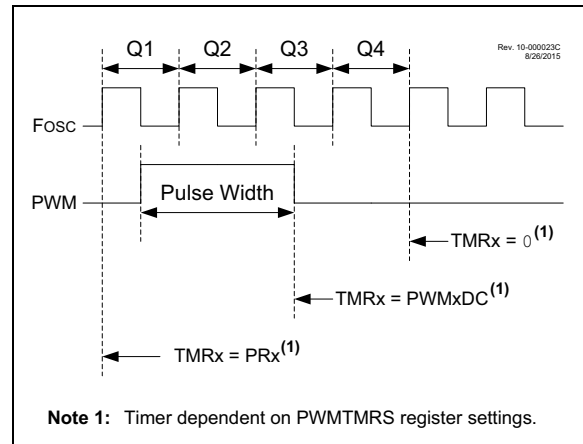 Q1 Q2 Q3 Q4
Rev. 10-000023C
8/26/2015
FOSC
PWM
Pulse Width
TMRx = 0(1)
TMRx = PWMxDC(1)
TMRx = PRx(1)
Note 1: Timer dependent on PWMTMRS register settings.